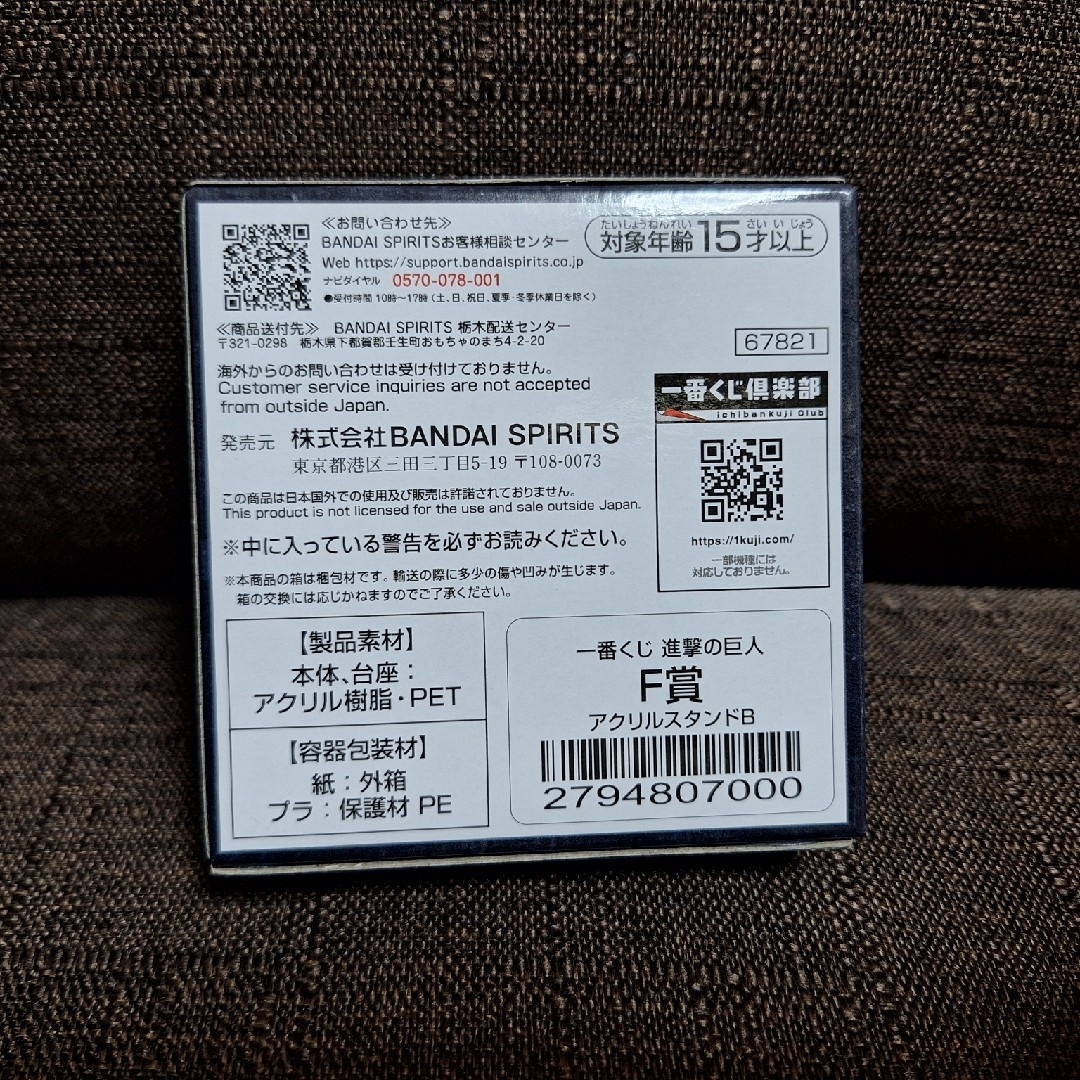 ≪お問い合わせ先≫
BANDAI SPIRITSお客様相談センター
Web https://support.bandaispirits.co.jp
ナビダイヤル 0570-078-001
●受付時間 10時〜17時（土、日、祝日、夏季・冬季休業日を除く）
たいしょうねんれい さい いじょう
対象年齢 15才以上
≪商品送付先≫ BANDAI SPIRITS 栃木配送センター
〒321-0298 栃木県下都賀郡壬生町おもちゃのまち4-2-20
67821
海外からのお問い合わせは受け付けておりません。
Customer service inquiries are not accepted
from outside Japan.
発売元 株式会社BANDAI SPIRITS
東京都港区三田三丁目5-19 〒108-0073
この商品は日本国外での使用及び販売は許諾されておりません。
This product is not licensed for the use and sale outside Japan.
※中に入っている警告を必ずお読みください。
※本商品の箱は梱包材です。輸送の際に多少の傷や凹みが生じます。
箱の交換には応じかねますのでご了承ください。
一番くじ倶楽部
ichibankuji Club
https://1kuji.com/
一部機種には
対応しておりません。
【製品素材】
本体、台座：
アクリル樹脂・PET
【容器包装材】
紙：外箱
プラ：保護材 PE
一番くじ 進撃の巨人
F賞
アクリルスタンドB
2794807000